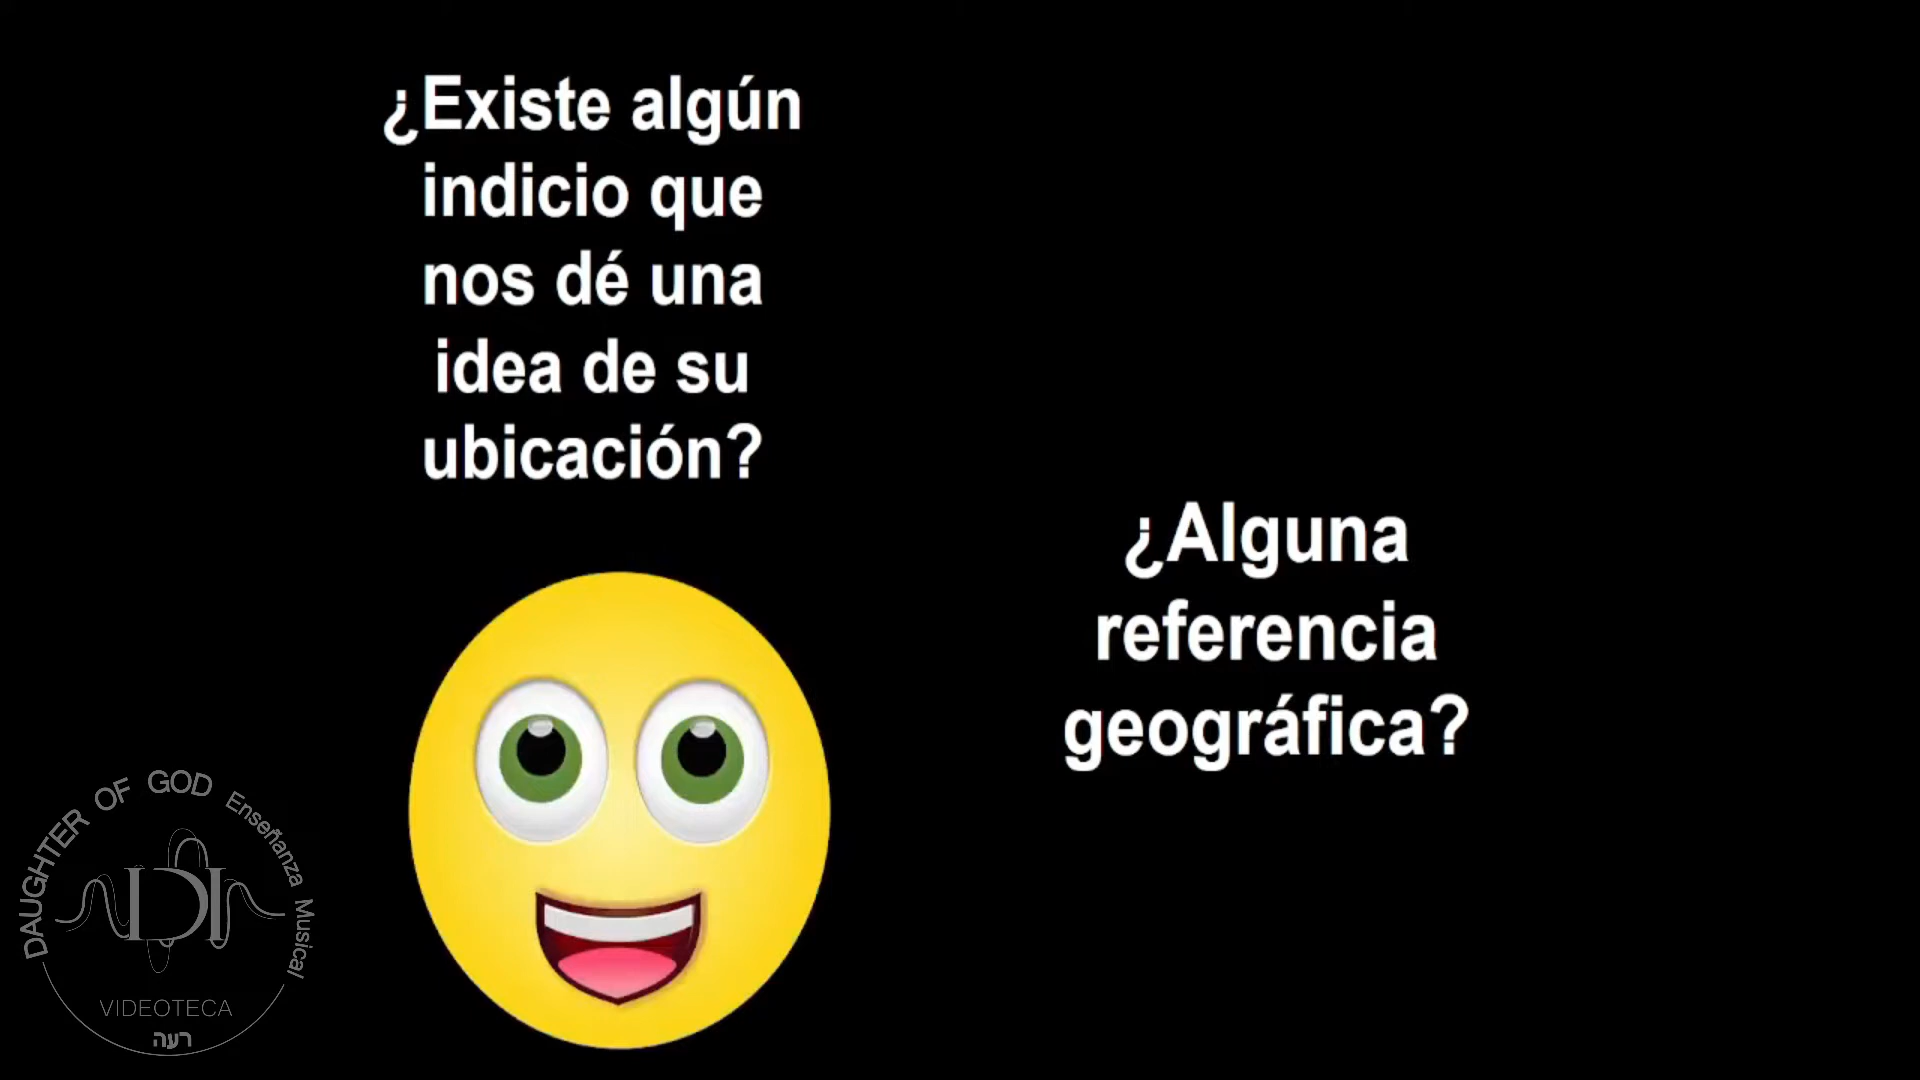 ¿Existe algún
indicio que
nos dé una
idea de su
ubicación?
¿Alguna
referencia
geográfica?
DAUGHTER OF GOD Enseñanza Musical
ADI
VIDEOTECA
רעה